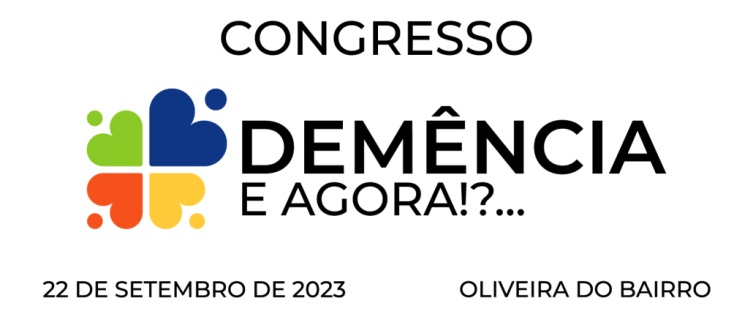 CONGRESSO
DEMÊNCIA
E AGORA!?...
22 DE SETEMBRO DE 2023
OLIVEIRA DO BAIRRO